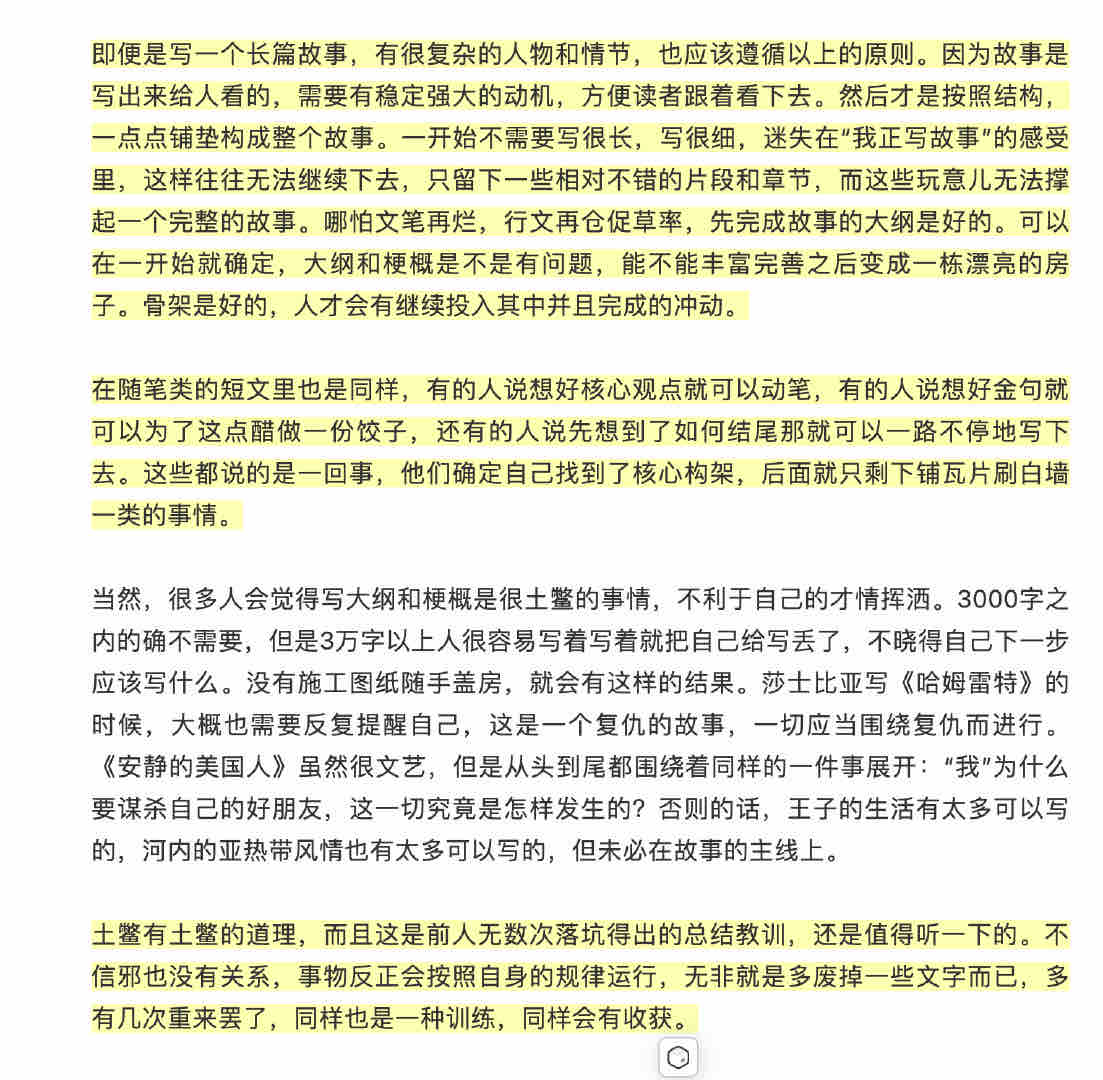 即便是写一个长篇故事，有很复杂的人物和情节，也应该遵循以上的原则。因为故事是
写出来给人看的，需要有稳定强大的动机，方便读者跟着看下去。然后才是按照结构，
一点点铺垫构成整个故事。一开始不需要写很长，写很细，迷失在“我正写故事”的感受
里，这样往往无法继续下去，只留下一些相对不错的片段和章节，而这些玩意儿无法撑
起一个完整的故事。哪怕文笔再烂，行文再仓促草率，先完成故事的大纲是好的。可以
在一开始就确定，大纲和梗概是不是有问题，能不能丰富完善之后变成一栋漂亮的房
子。骨架是好的，人才会有继续投入其中并且完成的冲动。
在随笔类的短文里也是同样，有的人说想好核心观点就可以动笔，有的人说想好金句就
可以为了这点醋做一份饺子，还有的人说先想到了如何结尾那就可以一路不停地写下
去。这些都说的是一回事，他们确定自己找到了核心构架，后面就只剩下铺瓦片刷白墙
一类的事情。
当然，很多人会觉得写大纲和梗概是很土鳖的事情，不利于自己的才情挥洒。3000字之
内的确不需要，但是3万字以上人很容易写着写着就把自己给写丢了，不晓得自己下一步
应该写什么。没有施工图纸随手盖房，就会有这样的结果。莎士比亚写《哈姆雷特》的
时候，大概也需要反复提醒自己，这是一个复仇的故事，一切应当围绕复仇而进行。
《安静的美国人》虽然很文艺，但是从头到尾都围绕着同样的一件事展开：“我”为什么
要谋杀自己的好朋友，这一切究竟是怎样发生的？否则的话，王子的生活有太多可以写
的，河内的亚热带风情也有太多可以写的，但未必在故事的主线上。
土鳖有土鳖的道理，而且这是前人无数次落坑得出的总结教训，还是值得听一下的。不
信邪也没有关系，事物反正会按照自身的规律运行，无非就是多废掉一些文字而已，多
有几次重来罢了，同样也是一种训练，同样会有收获。